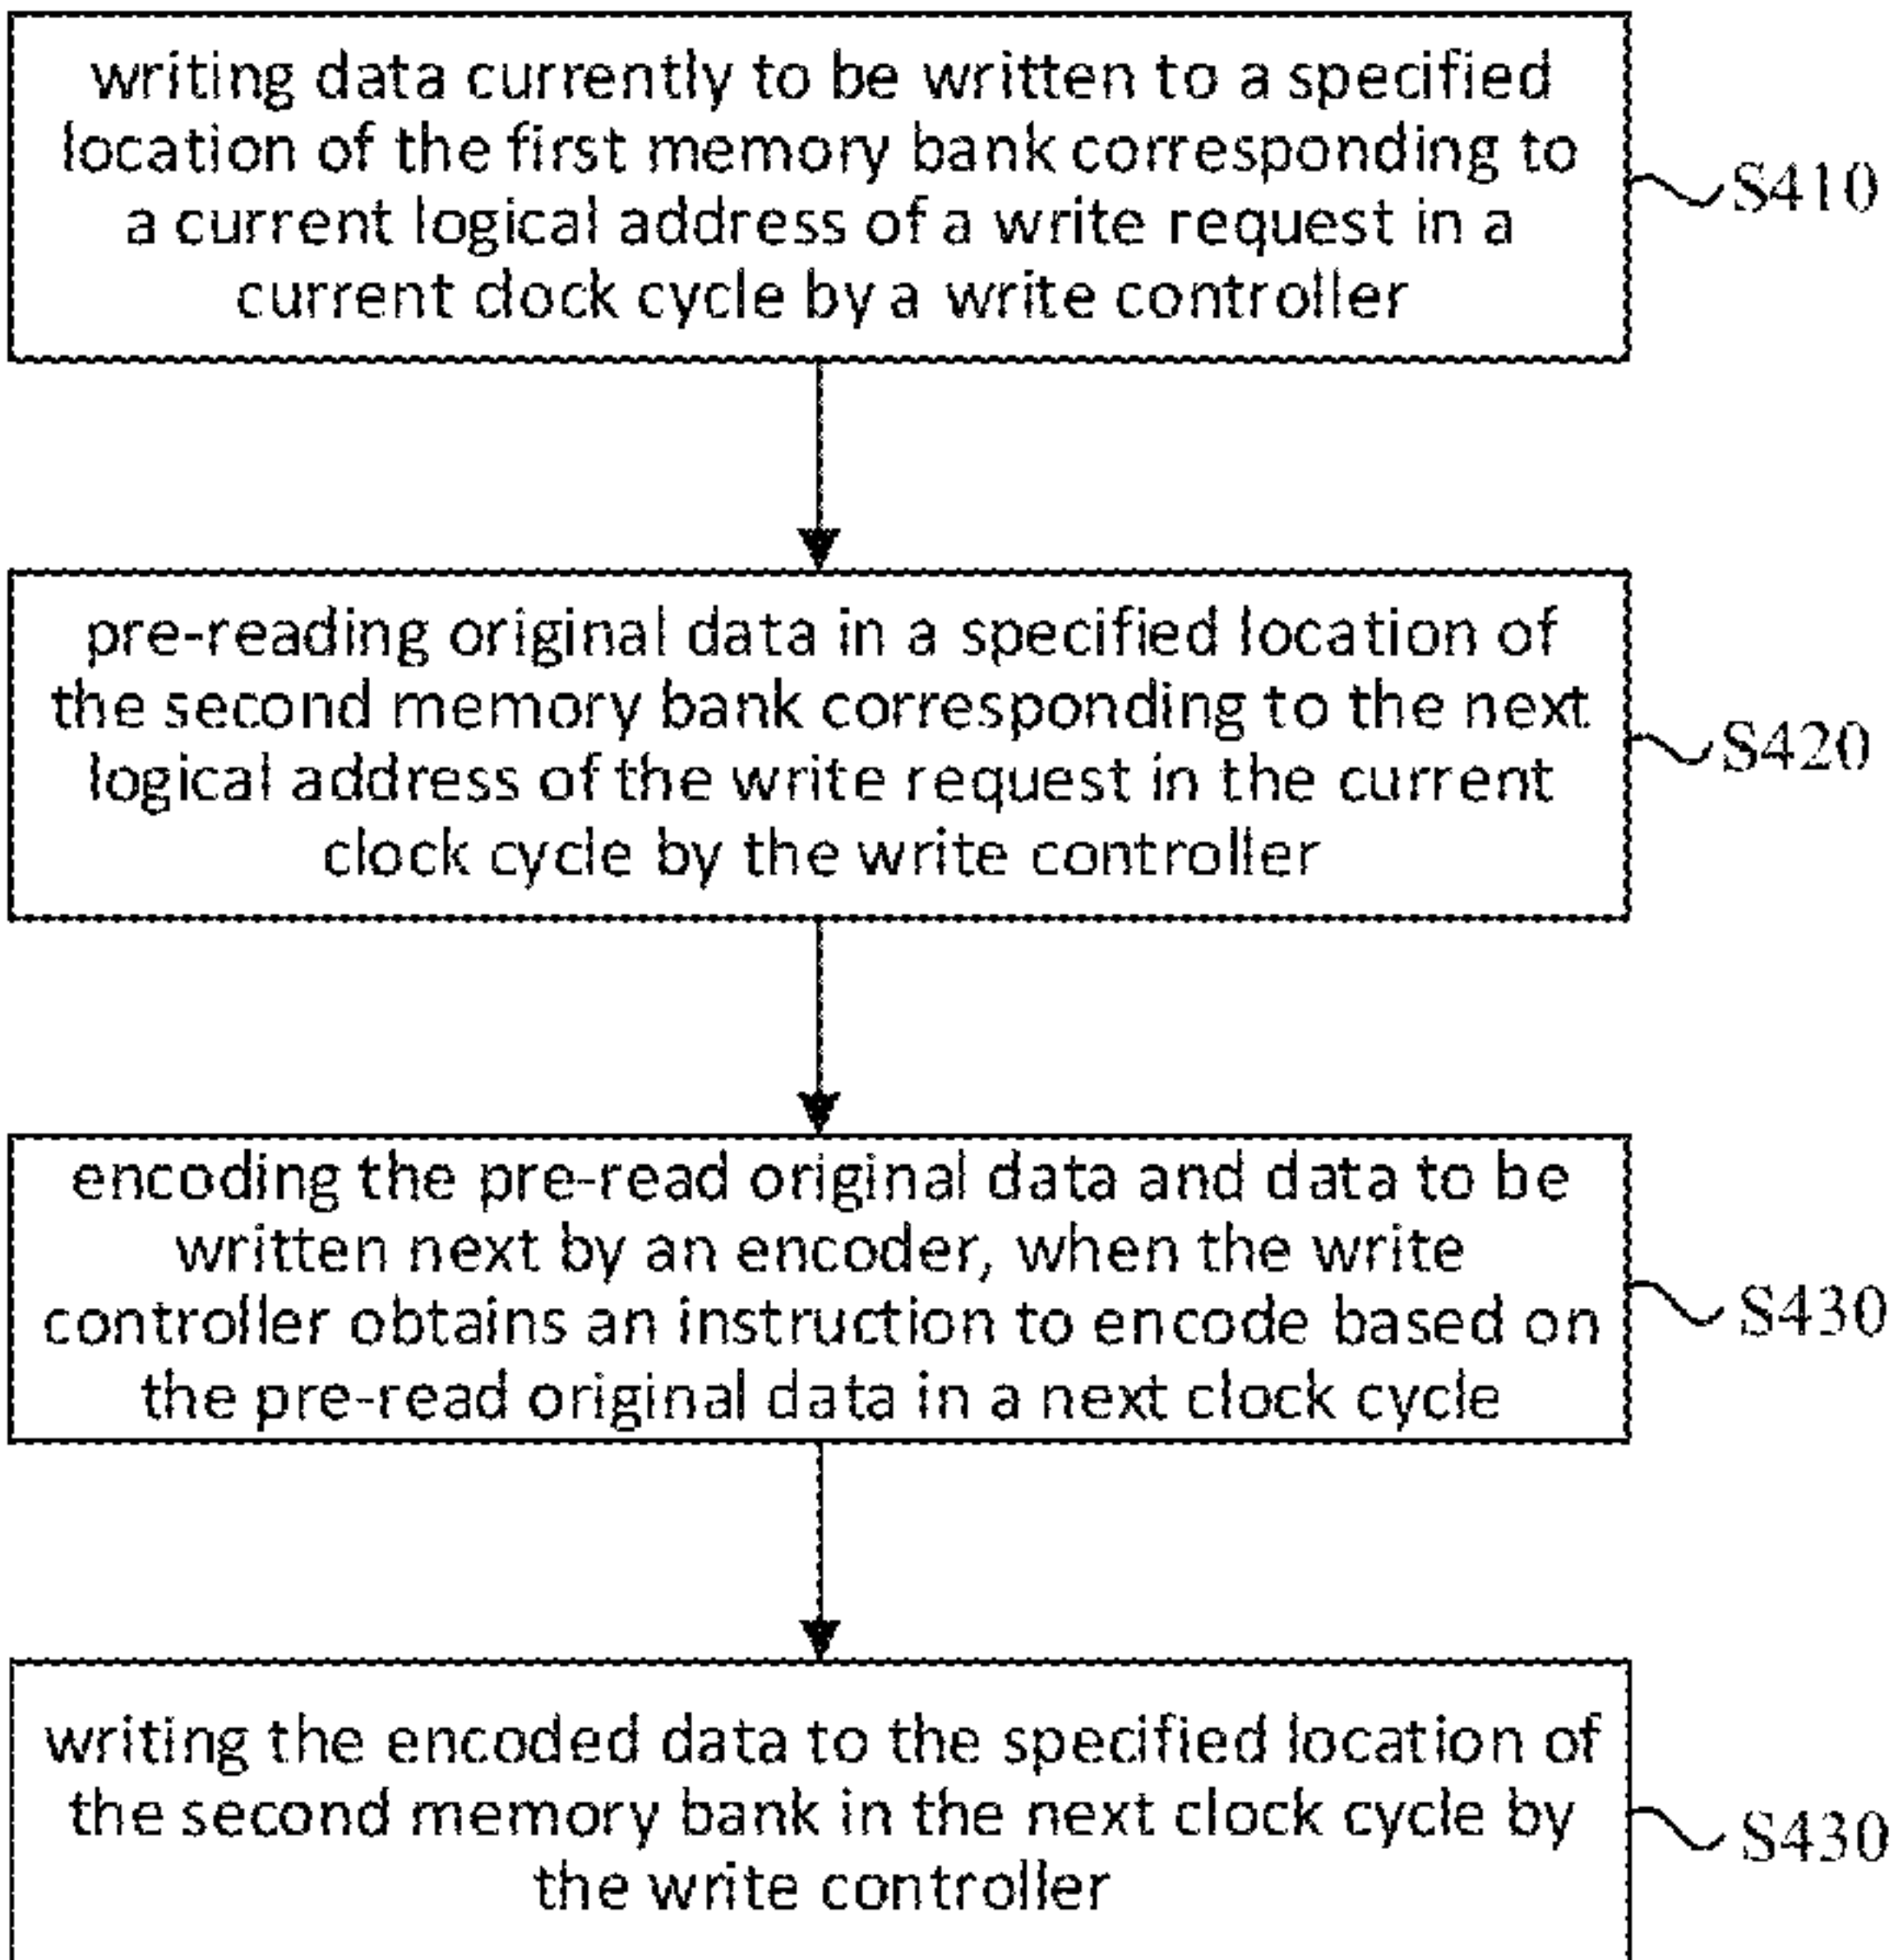 writing data currently to be written to a specified
location of the first memory bank corresponding to
a current logical address of a write request in a
current clock cycle by a write controller
S410
pre-reading original data in a specified location of
the second memory bank corresponding to the next
logical address of the write request in the current
clock cycle by the write controller
S420
encoding the pre-read original data and data to be
written next by an encoder, when the write
controller obtains an instruction to encode based on
the pre-read original data in a next clock cycle
S430
writing the encoded data to the specified location of
the second memory bank in the next clock cycle by
the write controller
S430